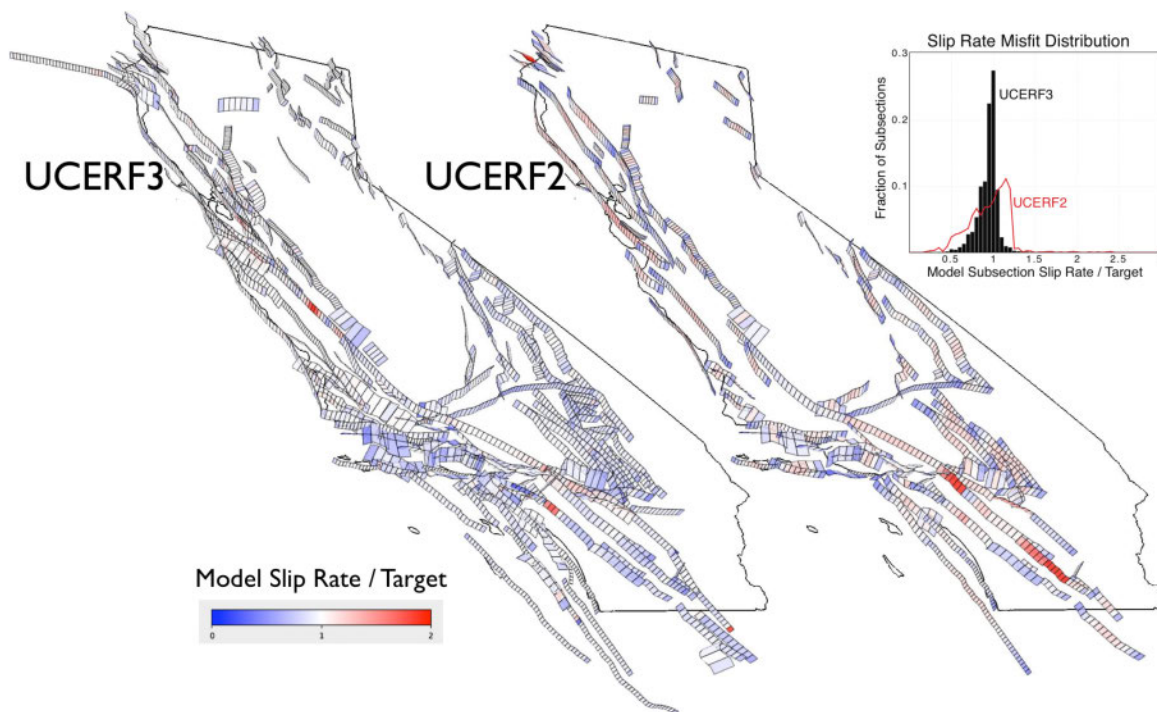 UCERF3
UCERF2
Slip Rate Misfit Distribution
0.3
0.2
0.1
Fraction of Subsections
UCERF3
UCERF2
0.5
1
1.5
2
2.5
Model Subsection Slip Rate / Target
Model Slip Rate / Target
0
1
2